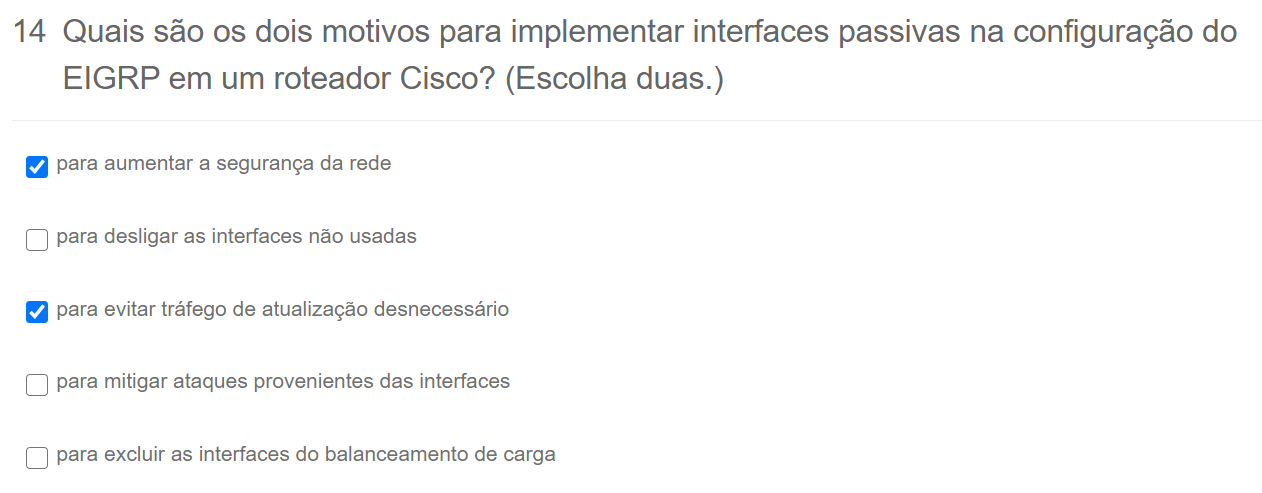 14 Quais são os dois motivos para implementar interfaces passivas na configuração do
EIGRP em um roteador Cisco? (Escolha duas.)
para aumentar a segurança da rede
para desligar as interfaces não usadas
para evitar tráfego de atualização desnecessário
para mitigar ataques provenientes das interfaces
para excluir as interfaces do balanceamento de carga